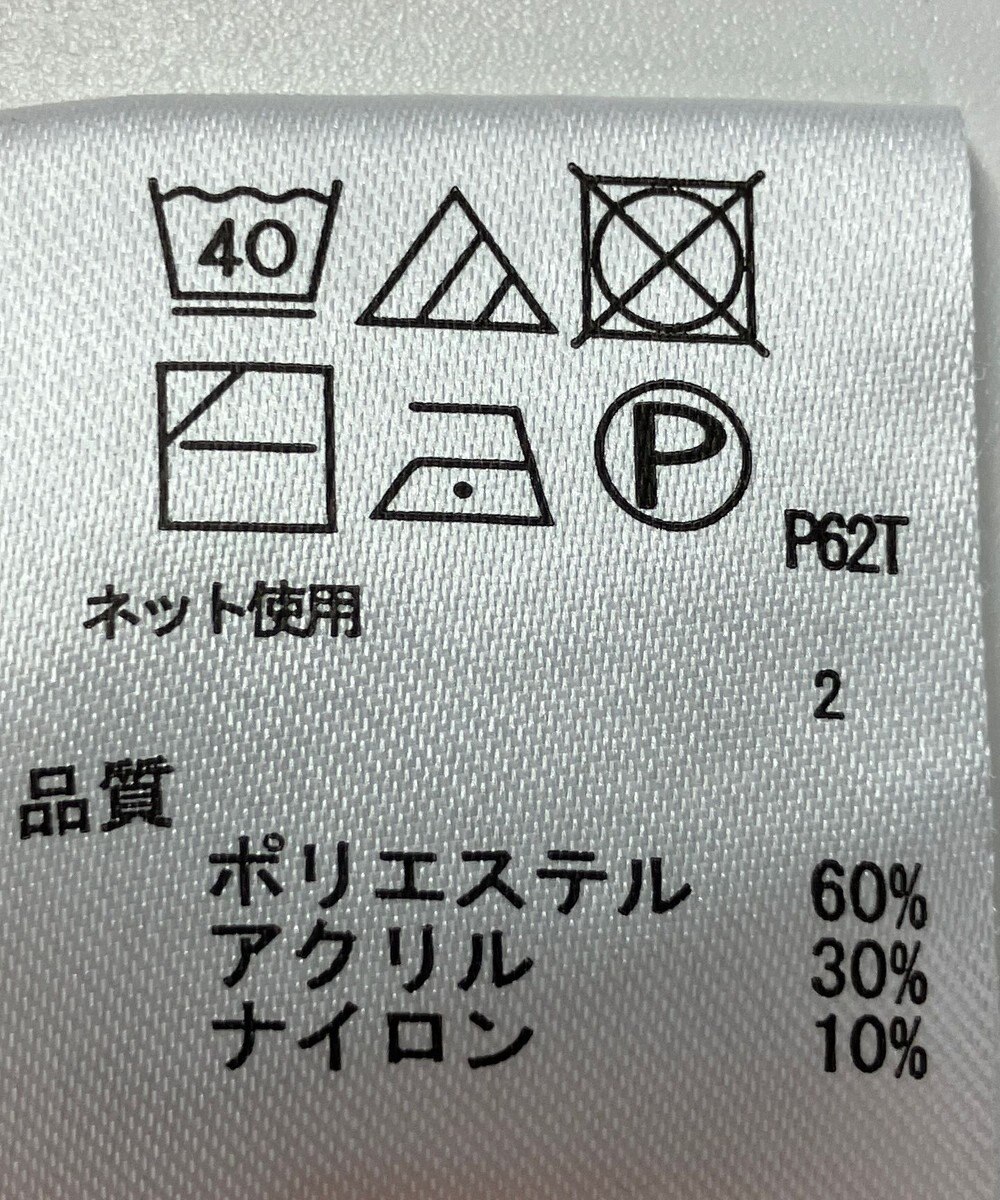 40
P
P62T
ネット使用
2
品質
ポリエステル 60%
アクリル 30%
ナイロン 10%